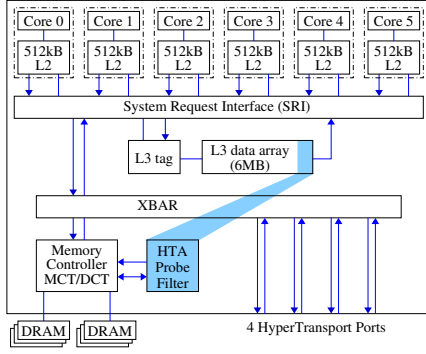 Core 0 Core 1 Core 2 Core 3 Core 4 Core 5
512kB 512kB 512kB 512kB 512kB 512kB
L2 L2 L2 L2 L2 L2
System Request Interface (SRI)
L3 tag
L3 data array
(6MB)
XBAR
Memory
Controller
MCT/DCT
HTA
Probe
Filter
DRAM DRAM
4 HyperTransport Ports